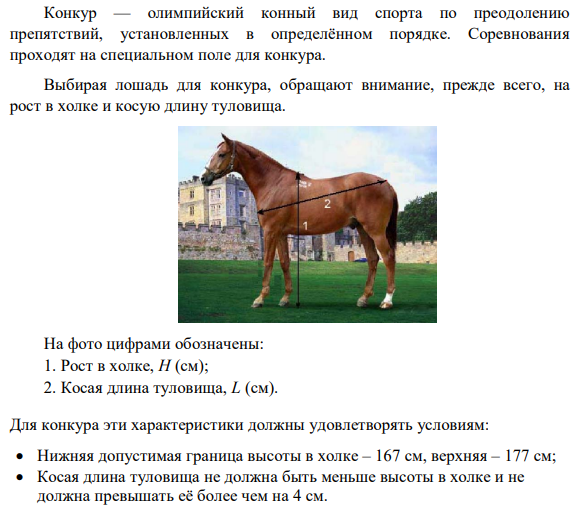 Конкур — олимпийский конный вид спорта по преодолению
препятствий, установленных в определённом порядке. Соревнования
проходят на специальном поле для конкура.
Выбирая лошадь для конкура, обращают внимание, прежде всего, на
рост в холке и косую длину туловища.
2
1
На фото цифрами обозначены:
1. Рост в холке, H (см);
2. Косая длина туловища, L (см).
Для конкура эти характеристики должны удовлетворять условиям:
• Нижняя допустимая граница высоты в холке – 167 см, верхняя – 177 см;
• Косая длина туловища не должна быть меньше высоты в холке и не
должна превышать её более чем на 4 см.